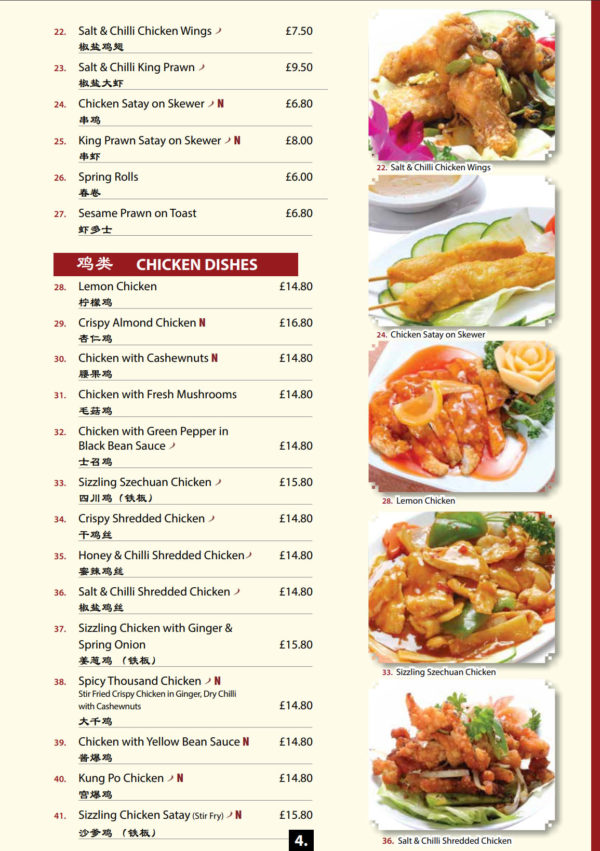 22. Salt & Chilli Chicken Wings £7.50
椒盐鸡翅
23. Salt & Chilli King Prawn £9.50
椒盐大虾
24. Chicken Satay on Skewer N £6.80
串鸡
25. King Prawn Satay on Skewer N £8.00
串虾
26. Spring Rolls £6.00
春卷
27. Sesame Prawn on Toast £6.80
虾多士
鸡类 CHICKEN DISHES
28. Lemon Chicken £14.80
柠檬鸡
29. Crispy Almond Chicken N £16.80
杏仁鸡
30. Chicken with Cashewnuts N £14.80
腰果鸡
31. Chicken with Fresh Mushrooms £14.80
毛菇鸡
32. Chicken with Green Pepper in
Black Bean Sauce £14.80
士召鸡
33. Sizzling Szechuan Chicken £15.80
四川鸡（铁板）
34. Crispy Shredded Chicken £14.80
干鸡丝
35. Honey & Chilli Shredded Chicken £14.80
蜜辣鸡丝
36. Salt & Chilli Shredded Chicken £14.80
椒盐鸡丝
37. Sizzling Chicken with Ginger &
Spring Onion £15.80
姜葱鸡（铁板）
38. Spicy Thousand Chicken N
Stir Fried Crispy Chicken in Ginger, Dry Chilli
with Cashewnuts £14.80
大千鸡
39. Chicken with Yellow Bean Sauce N £14.80
酱爆鸡
40. Kung Po Chicken N £14.80
宫爆鸡
41. Sizzling Chicken Satay (Stir Fry) N £15.80
沙爹鸡（铁板）
4.
22. Salt & Chilli Chicken Wings
24. Chicken Satay on Skewer
28. Lemon Chicken
33. Sizzling Szechuan Chicken
36. Salt & Chilli Shredded Chicken